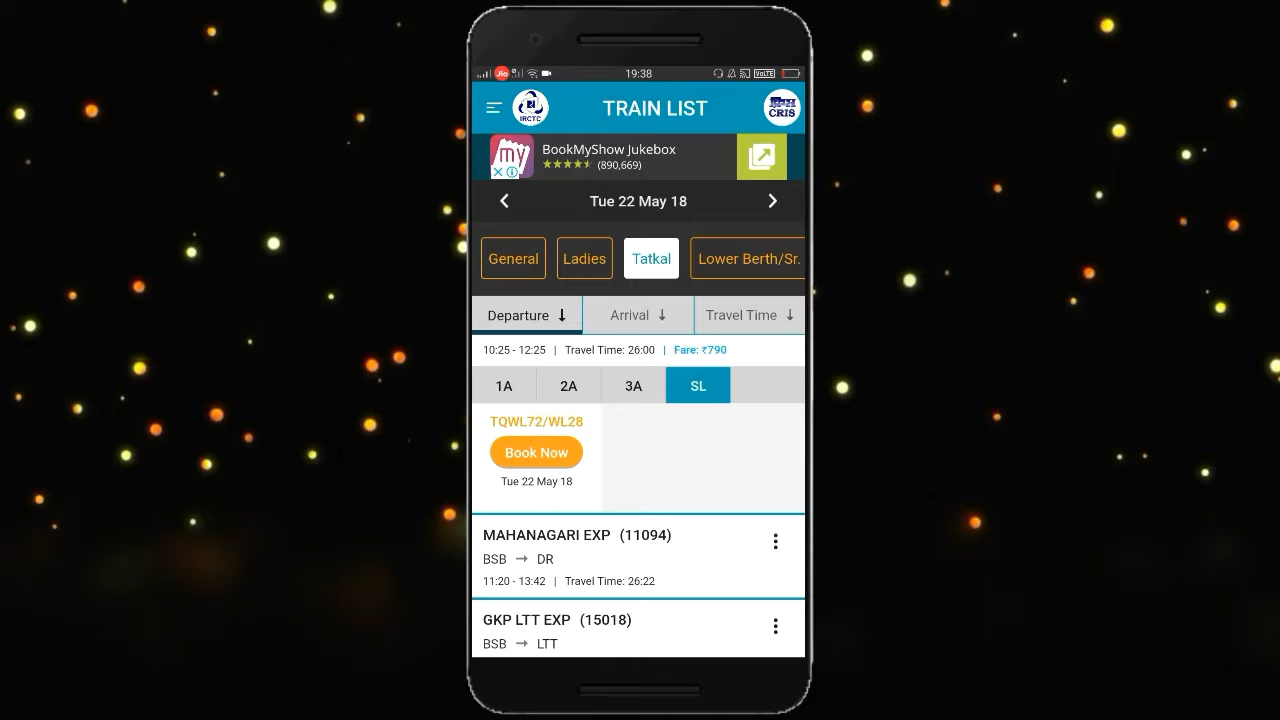 Jio
19:38
VoLTE
IRCTC
TRAIN LIST
CRIS
my
BookMyShow Jukebox
(890,669)
Tue 22 May 18
General
Ladies
Tatkal
Lower Berth/Sr.
Departure ↓
Arrival ↓
Travel Time ↓
10:25 - 12:25 | Travel Time: 26:00 | Fare: ₹790
1A
2A
3A
SL
TQWL72/WL28
Book Now
Tue 22 May 18
MAHANAGARI EXP (11094)
BSB → DR
11:20 - 13:42 | Travel Time: 26:22
GKP LTT EXP (15018)
BSB → LTT